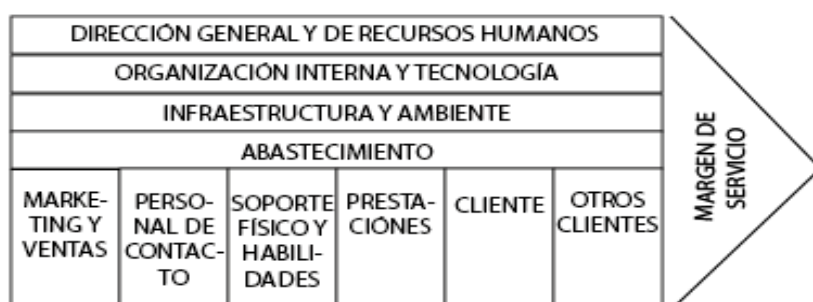 DIRECCIÓN GENERAL Y DE RECURSOS HUMANOS
ORGANIZACIÓN INTERNA Y TECNOLOGÍA
INFRAESTRUCTURA Y AMBIENTE
ABASTECIMIENTO
MARKE-
TING Y
VENTAS
PERSO-
NAL DE
CONTAC-
TO
SOPORTE
FÍSICO Y
HABILI-
DADES
PRESTA-
CIÓNES
CLIENTE
OTROS
CLIENTES
MARGEN DE
SERVICIO